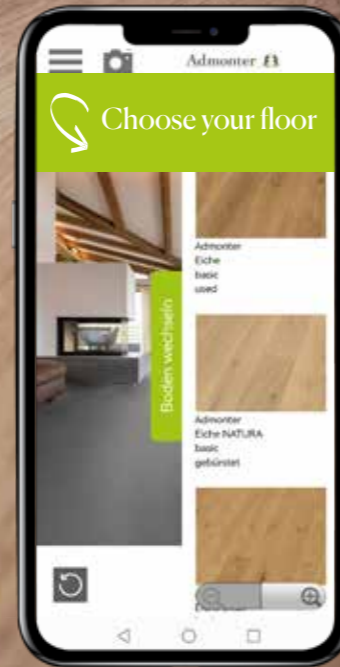 Admonter
Choose your floor
Boden wechseln
Admonter
Eiche
basic
used
Admonter
Eiche NATURA
basic
gebürstet